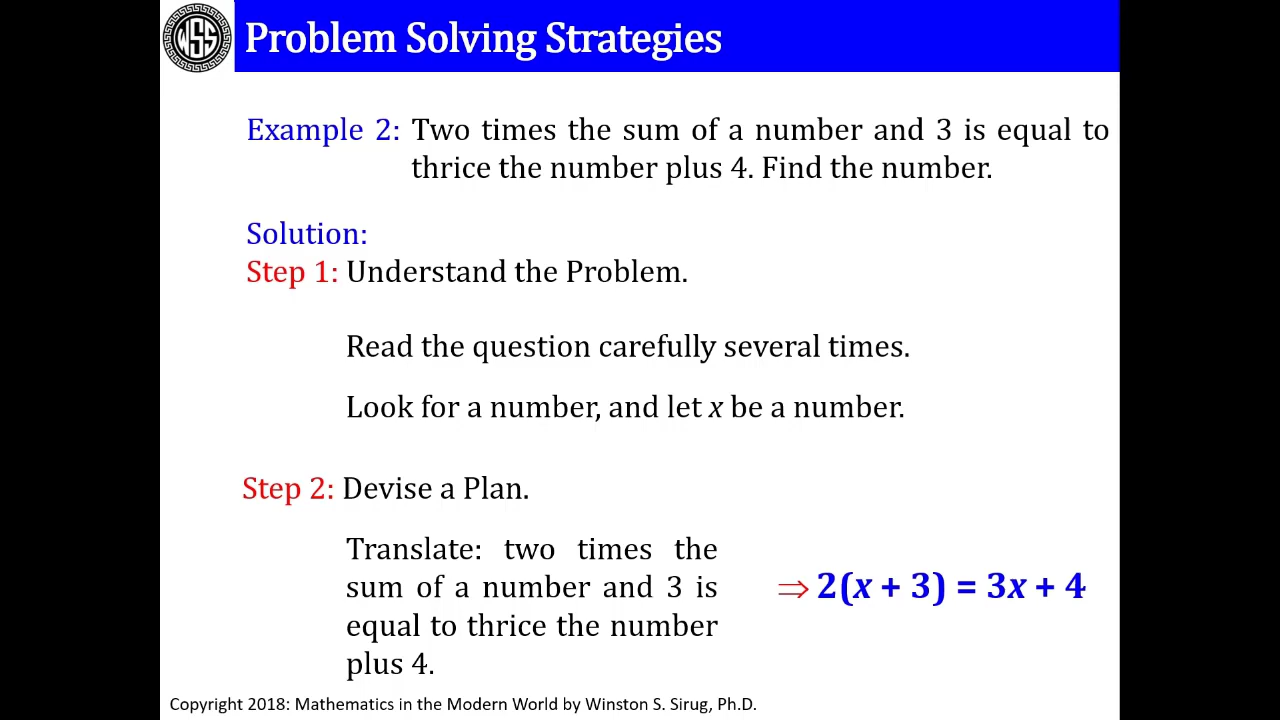 WSS
Problem Solving Strategies
Example 2: Two times the sum of a number and 3 is equal to
thrice the number plus 4. Find the number.
Solution:
Step 1: Understand the Problem.
Read the question carefully several times.
Look for a number, and let x be a number.
Step 2: Devise a Plan.
Translate: two times the
sum of a number and 3 is
equal to thrice the number
plus 4.
⇒ 2(x + 3) = 3x + 4
Copyright 2018: Mathematics in the Modern World by Winston S. Sirug, Ph.D.